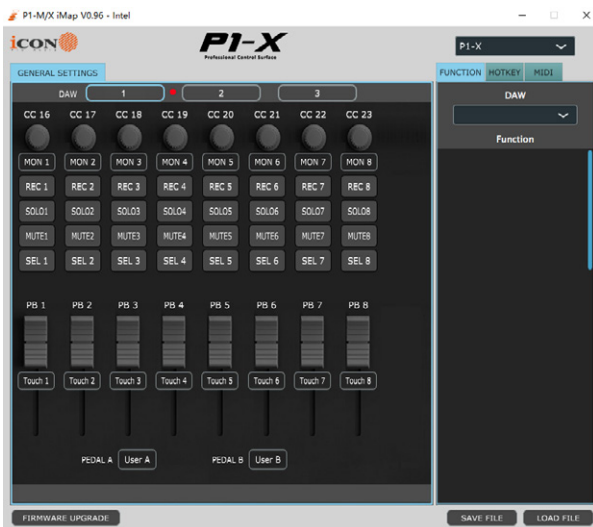 P1-M/X iMap V0.96 - Intel
iCON
P1-X
Professional Control Surface
P1-X
GENERAL SETTINGS
FUNCTION HOTKEY MIDI
DAW 1 2 3
DAW
CC 16 CC 17 CC 18 CC 19 CC 20 CC 21 CC 22 CC 23
Function
MON 1 MON 2 MON 3 MON 4 MON 5 MON 6 MON 7 MON 8
REC 1 REC 2 REC 3 REC 4 REC 5 REC 6 REC 7 REC 8
SOLO1 SOLO2 SOLO3 SOLO4 SOLO5 SOLO6 SOLO7 SOLO8
MUTE1 MUTE2 MUTE3 MUTE4 MUTE5 MUTE6 MUTE7 MUTE8
SEL 1 SEL 2 SEL 3 SEL 4 SEL 5 SEL 6 SEL 7 SEL 8
PB 1 PB 2 PB 3 PB 4 PB 5 PB 6 PB 7 PB 8
Touch 1 Touch 2 Touch 3 Touch 4 Touch 5 Touch 6 Touch 7 Touch 8
PEDAL A User A PEDAL B User B
FIRMWARE UPGRADE
SAVE FILE LOAD FILE